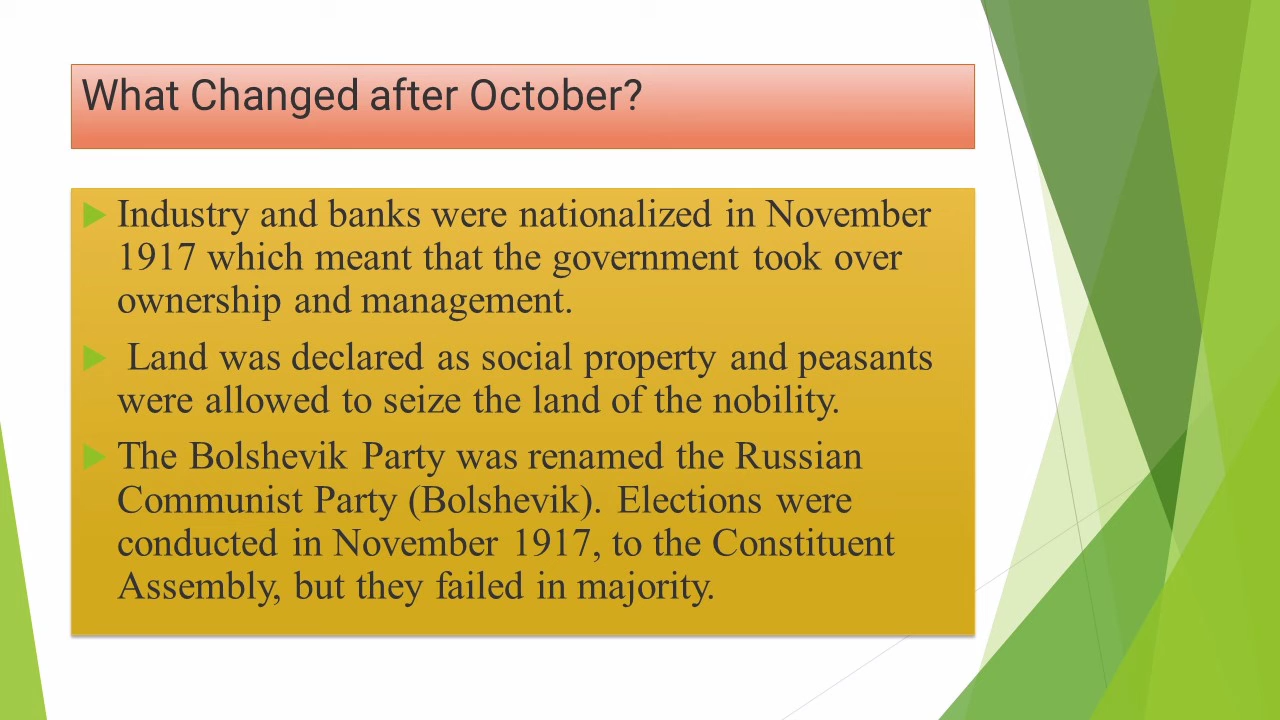 What Changed after October?
Industry and banks were nationalized in November
1917 which meant that the government took over
ownership and management.
Land was declared as social property and peasants
were allowed to seize the land of the nobility.
The Bolshevik Party was renamed the Russian
Communist Party (Bolshevik). Elections were
conducted in November 1917, to the Constituent
Assembly, but they failed in majority.